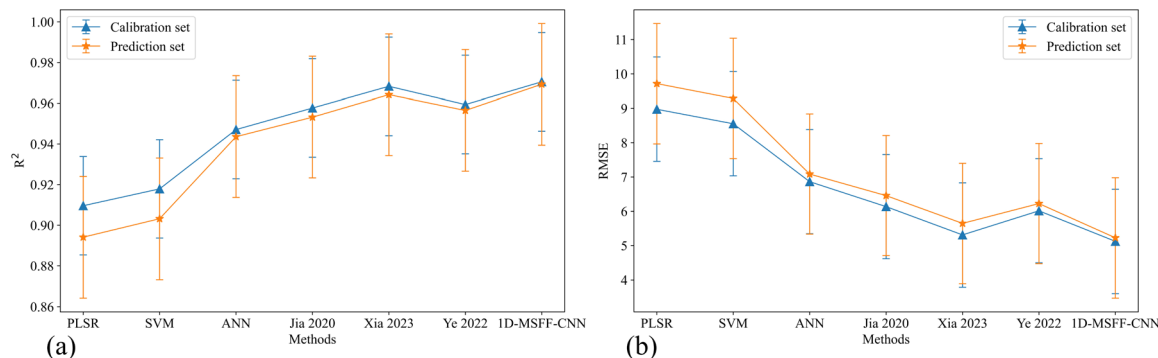 1.00
0.98
0.96
0.94
0.92
0.90
0.88
0.86
R²
Calibration set
Prediction set
PLSR SVM ANN Jia 2020 Xia 2023 Ye 2022 1D-MSFF-CNN
Methods
(a)
11
10
9
8
7
6
5
4
RMSE
Calibration set
Prediction set
PLSR SVM ANN Jia 2020 Xia 2023 Ye 2022 1D-MSFF-CNN
Methods
(b)